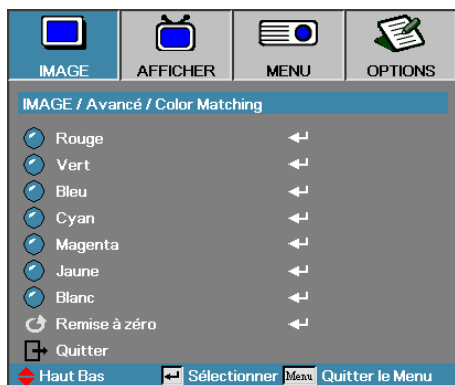 IMAGE AFFICHER MENU OPTIONS
IMAGE / Avancé / Color Matching
Rouge
Vert
Bleu
Cyan
Magenta
Jaune
Blanc
Remise à zéro
Quitter
Haut Bas Sélectionner Menu Quitter le Menu